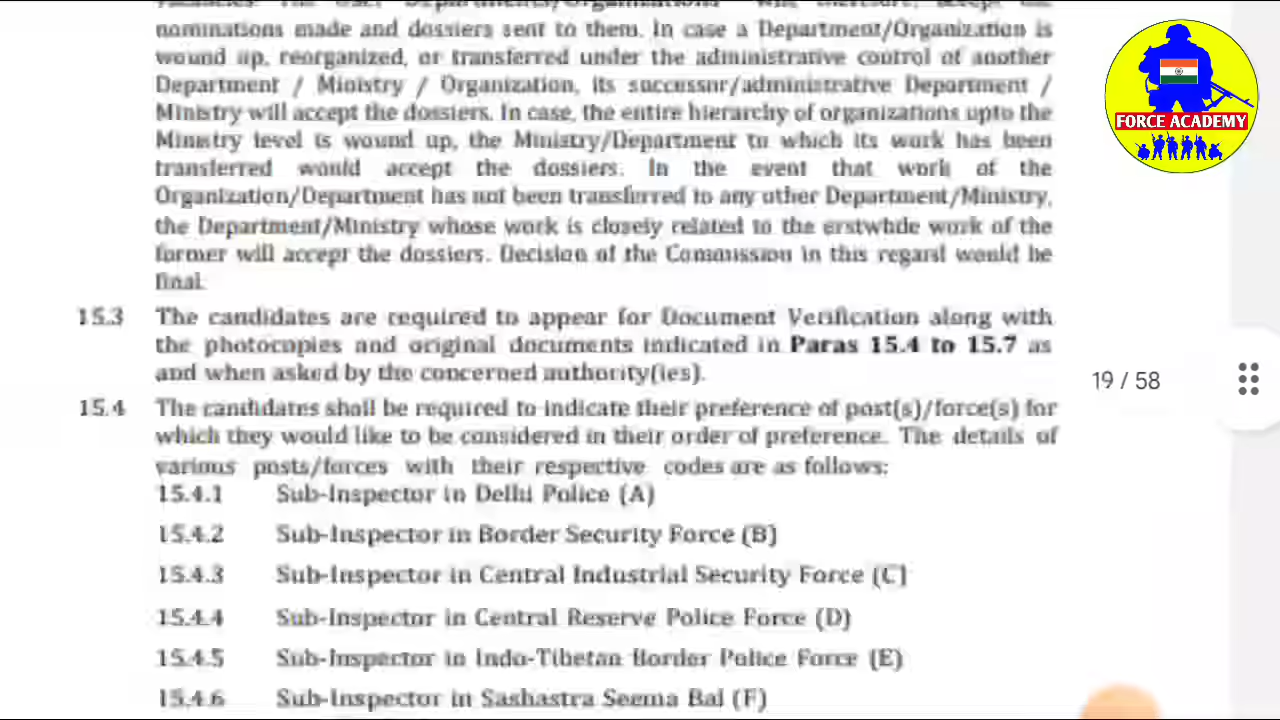 nominations made and dossiers sent to them. In case a Department/Organization is
wound up, reorganized, or transferred under the administrative control of another
Department / Ministry / Organization, its successor/administrative Department /
Ministry will accept the dossiers. In case, the entire hierarchy of organizations upto the
Ministry level is wound up, the Ministry/Department to which its work has been
transferred would accept the dossiers. In the event that work of the
Organization/Department has not been transferred to any other Department/Ministry,
the Department/Ministry whose work is closely related to the erstwhile work of the
former will accept the dossiers. Decision of the Commission in this regard would be
final.
15.3 The candidates are required to appear for Document Verification along with
the photocopies and original documents indicated in Paras 15.4 to 15.7 as
and when asked by the concerned authority(ies).
15.4 The candidates shall be required to indicate their preference of post(s)/force(s) for
which they would like to be considered in their order of preference. The details of
various posts/forces with their respective codes are as follows:
15.4.1 Sub-Inspector in Delhi Police (A)
15.4.2 Sub-Inspector in Border Security Force (B)
15.4.3 Sub-Inspector in Central Industrial Security Force (C)
15.4.4 Sub-Inspector in Central Reserve Police Force (D)
15.4.5 Sub-Inspector in Indo-Tibetan Border Police Force (E)
15.4.6 Sub-Inspector in Sashastra Seema Bal (F)
FORCE ACADEMY
19 / 58